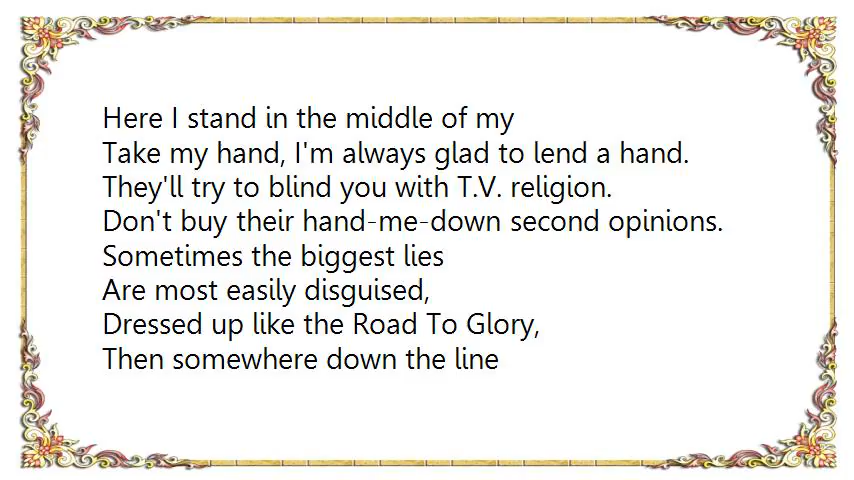 Here I stand in the middle of my
Take my hand, I'm always glad to lend a hand.
They'll try to blind you with T.V. religion.
Don't buy their hand-me-down second opinions.
Sometimes the biggest lies
Are most easily disguised,
Dressed up like the Road To Glory,
Then somewhere down the line